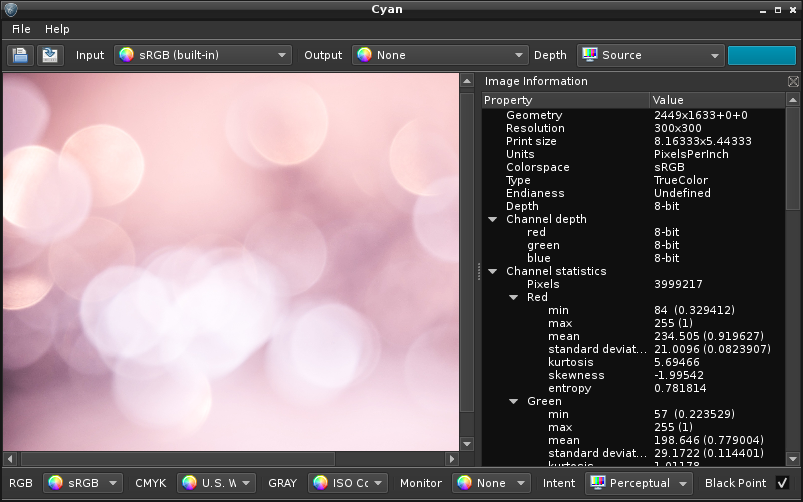 Cyan
File Help
Input sRGB (built-in) Output None Depth Source
Image Information
Property Value
Geometry 2449x1633+0+0
Resolution 300x300
Print size 8.16333x5.44333
Units PixelsPerInch
Colorspace sRGB
Type TrueColor
Endianess Undefined
Depth 8-bit
Channel depth
red 8-bit
green 8-bit
blue 8-bit
Channel statistics
Pixels 3999217
Red
min 84 (0.329412)
max 255 (1)
mean 234.505 (0.919627)
standard deviat... 21.0096 (0.0823907)
kurtosis 5.69466
skewness -1.99542
entropy 0.781814
Green
min 57 (0.223529)
max 255 (1)
mean 198.646 (0.779004)
standard deviat... 29.1722 (0.114401)
kurtosis 1.01178
RGB sRGB CMYK U.S. W GRAY ISO Cc Monitor None Intent Perceptual Black Point